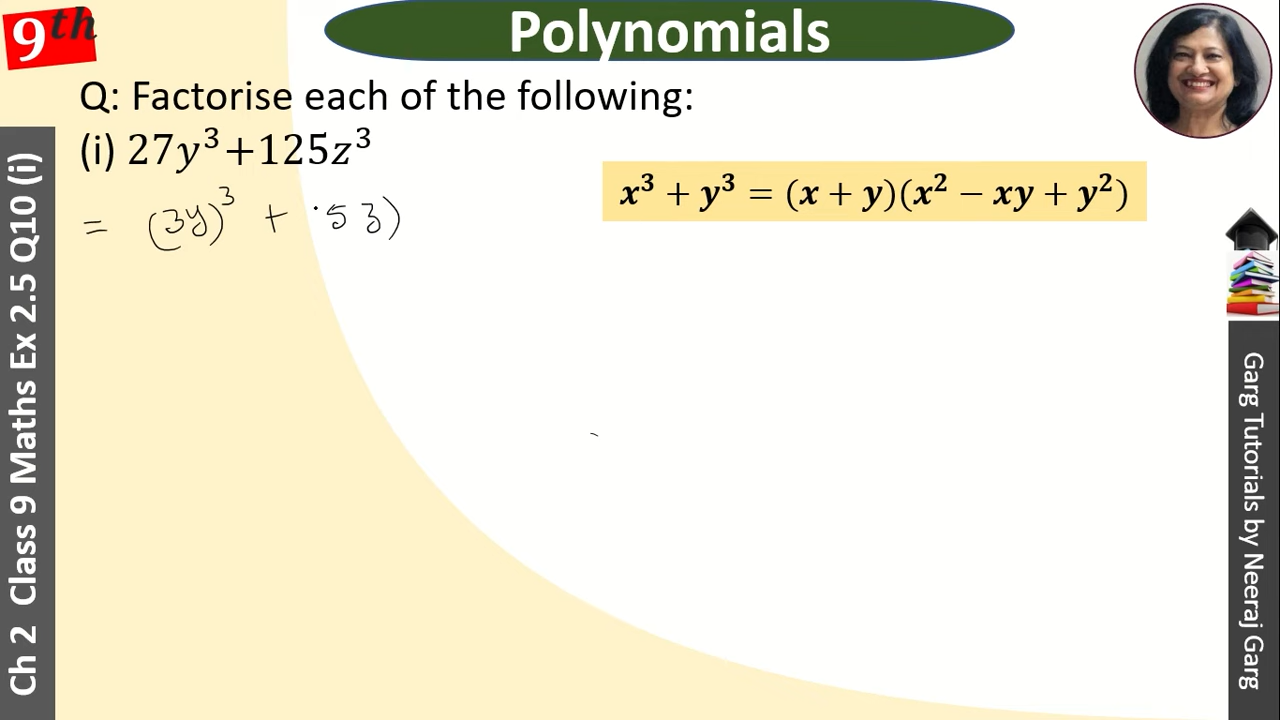 9th
Polynomials
Q: Factorise each of the following:
(i) 27y³+125z³
x³ + y³ = (x + y)(x² − xy + y²)
= (3y)³ + 5z)
Ch 2 Class 9 Maths Ex 2.5 Q10 (i)
Garg Tutorials by Neeraj Garg